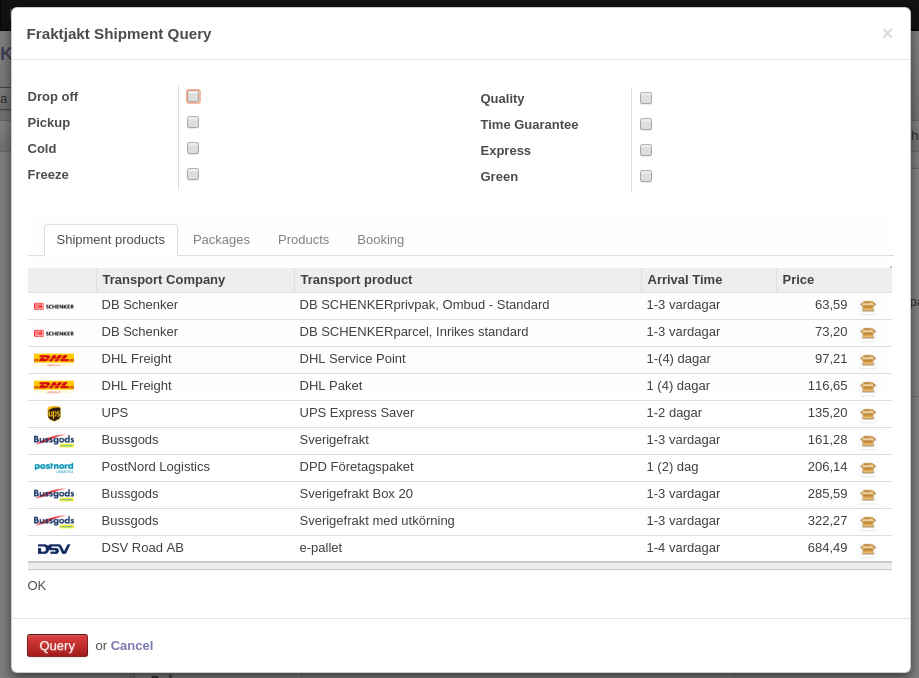 Fraktjakt Shipment Query ×
Drop off
Pickup
Cold
Freeze
Quality
Time Guarantee
Express
Green
Shipment products Packages Products Booking
Transport Company Transport product Arrival Time Price
SCHENKER DB Schenker DB SCHENKERprivpak, Ombud - Standard 1-3 vardagar 63,59
SCHENKER DB Schenker DB SCHENKERparcel, Inrikes standard 1-3 vardagar 73,20
DHL DHL Freight DHL Service Point 1-(4) dagar 97,21
DHL DHL Freight DHL Paket 1 (4) dagar 116,65
ups UPS UPS Express Saver 1-2 dagar 135,20
Bussgods Bussgods Sverigefrakt 1-3 vardagar 161,28
postnord PostNord Logistics DPD Företagspaket 1 (2) dag 206,14
Bussgods Bussgods Sverigefrakt Box 20 1-3 vardagar 285,59
Bussgods Bussgods Sverigefrakt med utkörning 1-3 vardagar 322,27
DSV DSV Road AB e-pallet 1-4 vardagar 684,49
OK
Query or Cancel